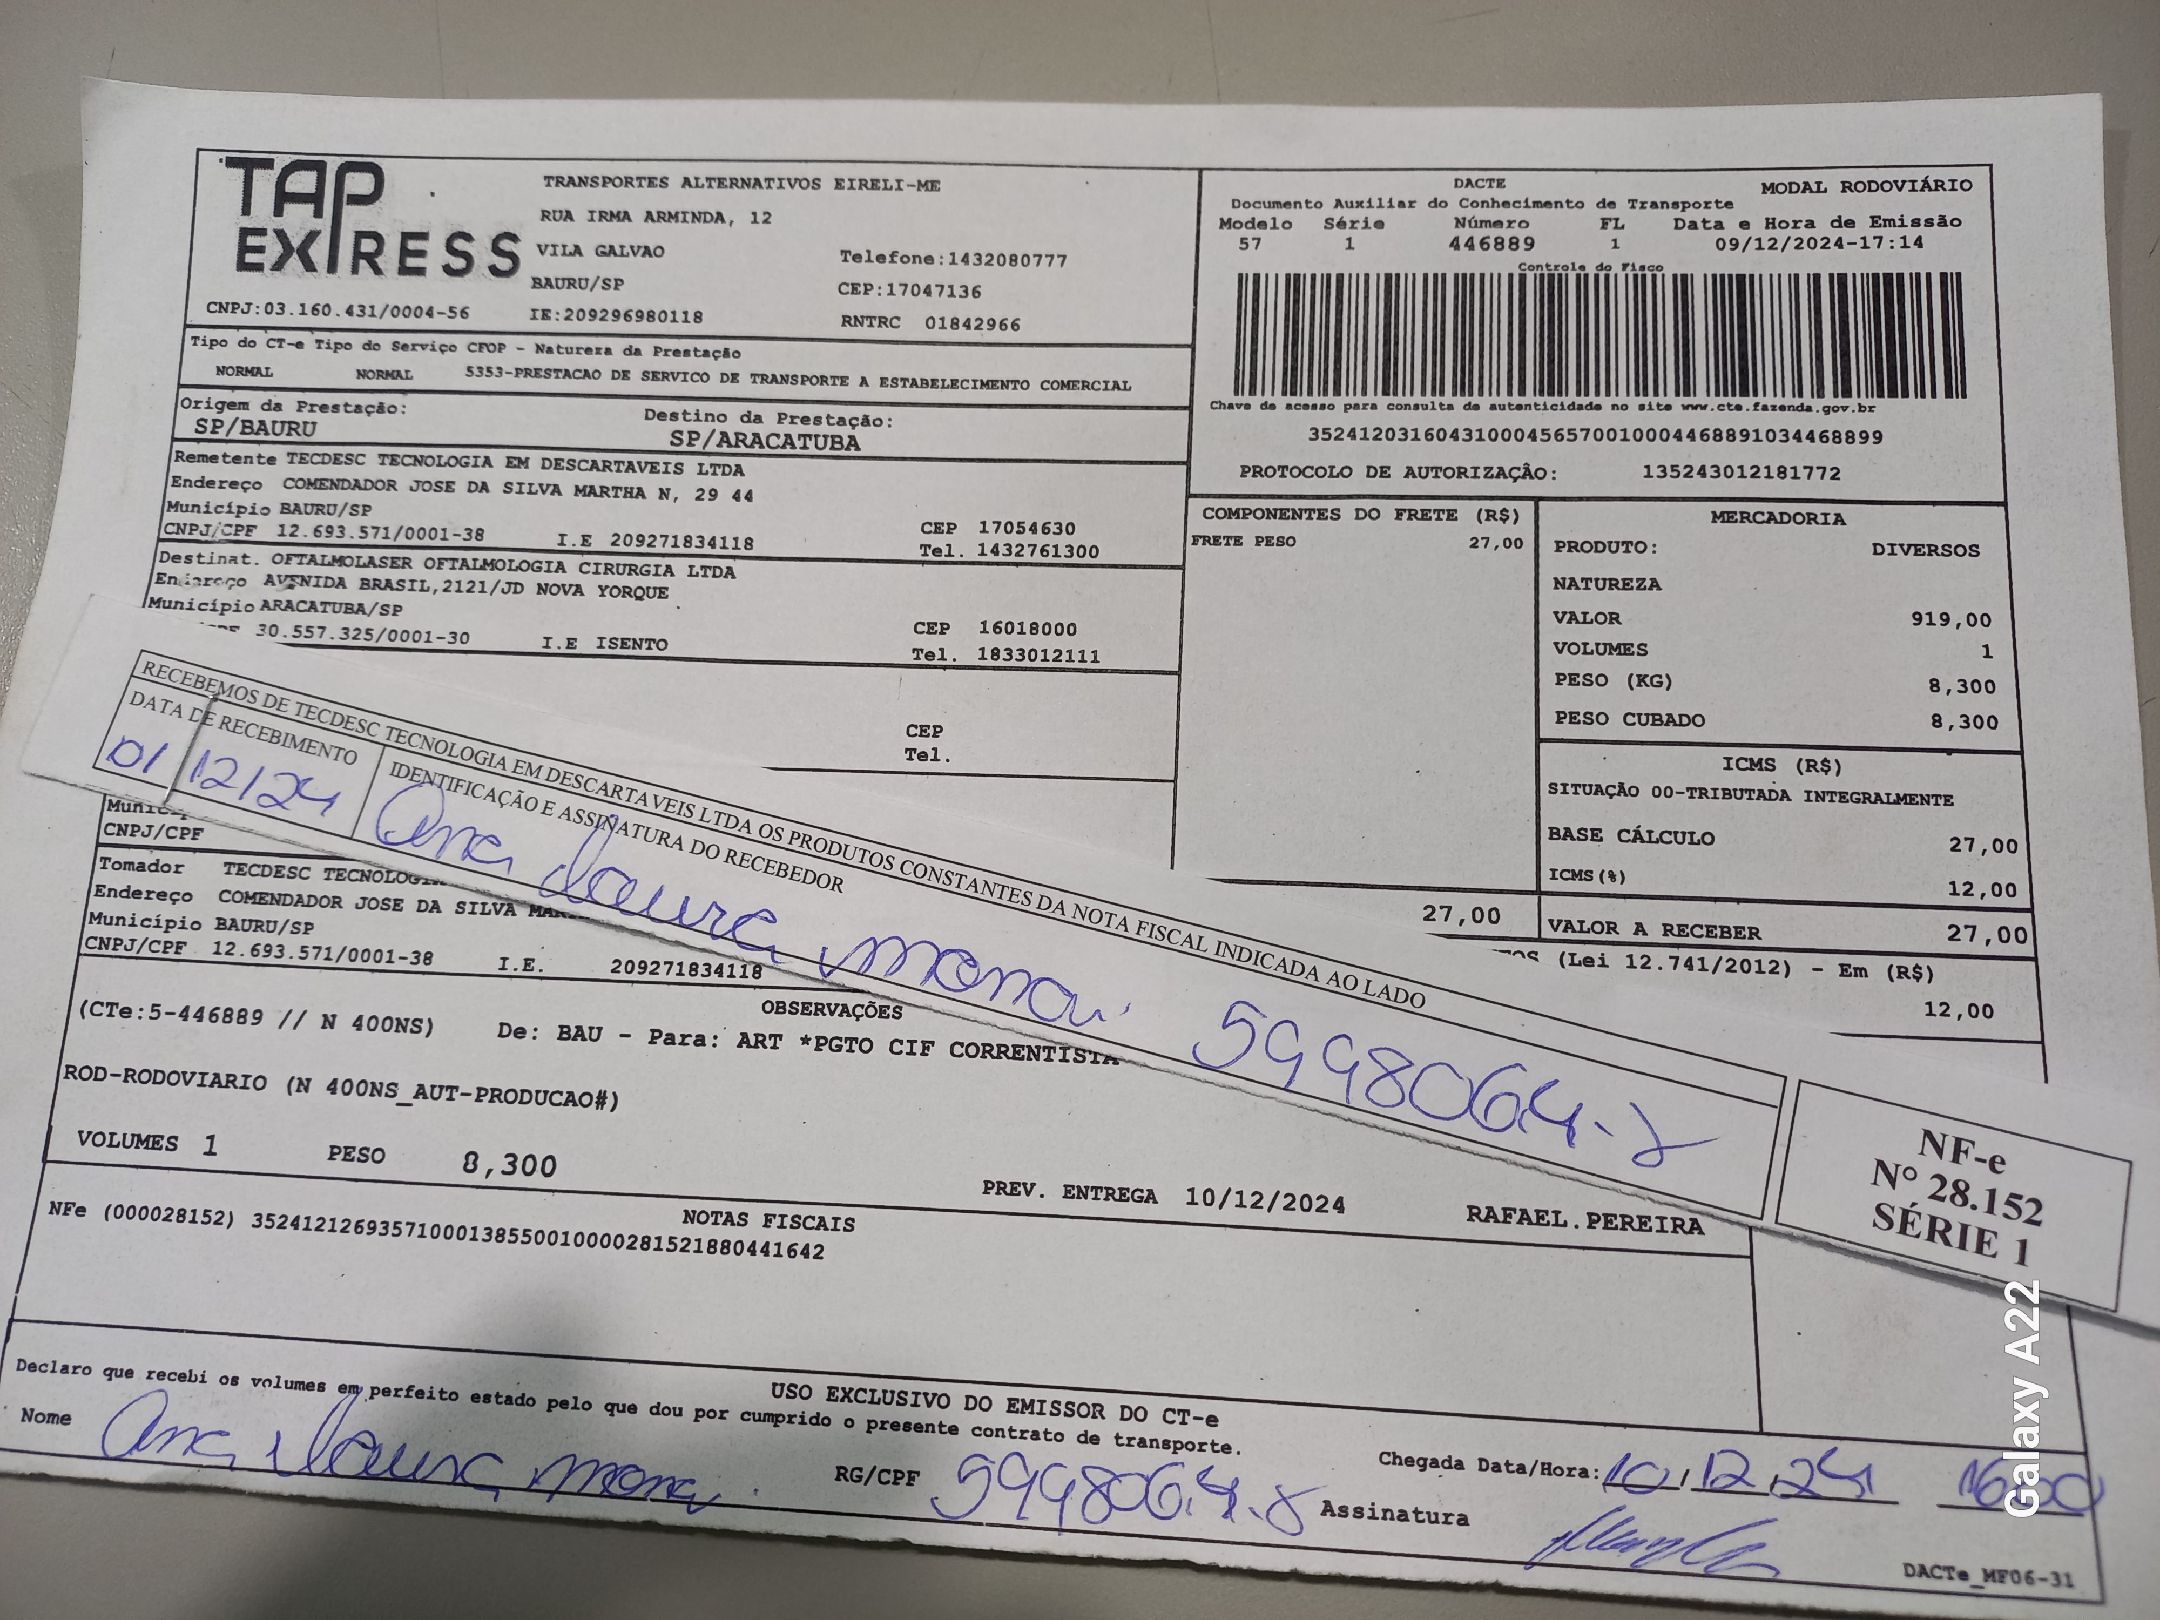 TAP
EXPRESS
TRANSPORTES ALTERNATIVOS EIRELI-ME
RUA IRMA ARMINDA, 12
VILA GALVAO
Telefone:1432080777
BAURU/SP
CEP:17047136
CNPJ:03.160.431/0004-56 IE:209296980118
RNTRC 01842966
DACTE
MODAL RODOVIÁRIO
Documento Auxiliar do Conhecimento de Transporte
Modelo Série Número FL Data e Hora de Emissão
57 1 446889 1 09/12/2024-17:14
Controle do Fisco
Chave de acesso para consulta de autenticidade no site www.cte.fazenda.gov.br
35241203160431000456570010004468891034468899
PROTOCOLO DE AUTORIZAÇÃO: 135243012181772
Tipo do CT-e Tipo do Serviço CFOP - Natureza da Prestação
NORMAL NORMAL 5353-PRESTACAO DE SERVICO DE TRANSPORTE A ESTABELECIMENTO COMERCIAL
Origem da Prestação: Destino da Prestação:
SP/BAURU SP/ARACATUBA
Remetente TECDESC TECNOLOGIA EM DESCARTAVEIS LTDA
Endereço COMENDADOR JOSE DA SILVA MARTHA N, 29 44
Município BAURU/SP CEP 17054630
CNPJ/CPF 12.693.571/0001-38 I.E 209271834118 Tel. 1432761300
Destinat. OFTALMOLASER OFTALMOLOGIA CIRURGIA LTDA
Endereço AVENIDA BRASIL,2121/JD NOVA YORQUE
Município ARACATUBA/SP CEP 16018000
30.557.325/0001-30 I.E ISENTO Tel. 1833012111
CEP
Tel.
COMPONENTES DO FRETE (R$)
FRETE PESO 27,00
27,00
MERCADORIA
PRODUTO: DIVERSOS
NATUREZA
VALOR 919,00
VOLUMES 1
PESO (KG) 8,300
PESO CUBADO 8,300
ICMS (R$)
SITUAÇÃO 00-TRIBUTADA INTEGRALMENTE
BASE CÁLCULO 27,00
ICMS(%) 12,00
VALOR A RECEBER 27,00
(Lei 12.741/2012) - Em (R$)
12,00
RECEBEMOS DE TECDESC TECNOLOGIA EM DESCARTAVEIS LTDA OS PRODUTOS CONSTANTES DA NOTA FISCAL INDICADA AO LADO
DATA DE RECEBIMENTO IDENTIFICAÇÃO E ASSINATURA DO RECEBEDOR
12/24 Ana Laura 5998064-8
NF-e
Nº 28.152
SÉRIE 1
CNPJ/CPF
Tomador TECDESC
Endereço COMENDADOR JOSE DA SILVA
Município BAURU/SP
CNPJ/CPF 12.693.571/0001-38 I.E. 209271834118
OBSERVAÇÕES
(CTe:5-446889 // N 400NS) De: BAU - Para: ART *PGTO CIF CORRENTISTA
ROD-RODOVIARIO (N 400NS_AUT-PRODUCAO#)
VOLUMES 1 PESO 8,300 PREV. ENTREGA 10/12/2024 RAFAEL.PEREIRA
NOTAS FISCAIS
NFe (000028152) 35241212693571000138550010000281521880441642
USO EXCLUSIVO DO EMISSOR DO CT-e
Declaro que recebi os volumes em perfeito estado pelo que dou por cumprido o presente contrato de transporte.
Nome Ana Laura RG/CPF 5998064.8 Chegada Data/Hora: 10/12/24
Assinatura
DACTe_MF06-31
Galaxy A22